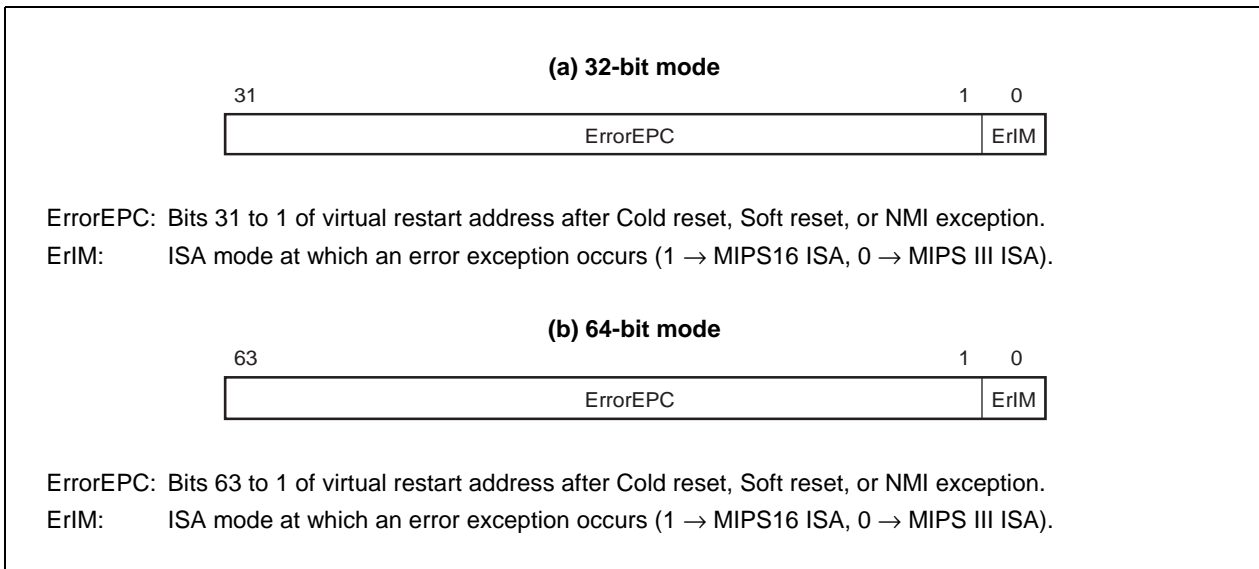 (a) 32-bit mode
31 1 0
ErrorEPC ErIM
ErrorEPC: Bits 31 to 1 of virtual restart address after Cold reset, Soft reset, or NMI exception.
ErIM: ISA mode at which an error exception occurs (1 → MIPS16 ISA, 0 → MIPS III ISA).
(b) 64-bit mode
63 1 0
ErrorEPC ErIM
ErrorEPC: Bits 63 to 1 of virtual restart address after Cold reset, Soft reset, or NMI exception.
ErIM: ISA mode at which an error exception occurs (1 → MIPS16 ISA, 0 → MIPS III ISA).